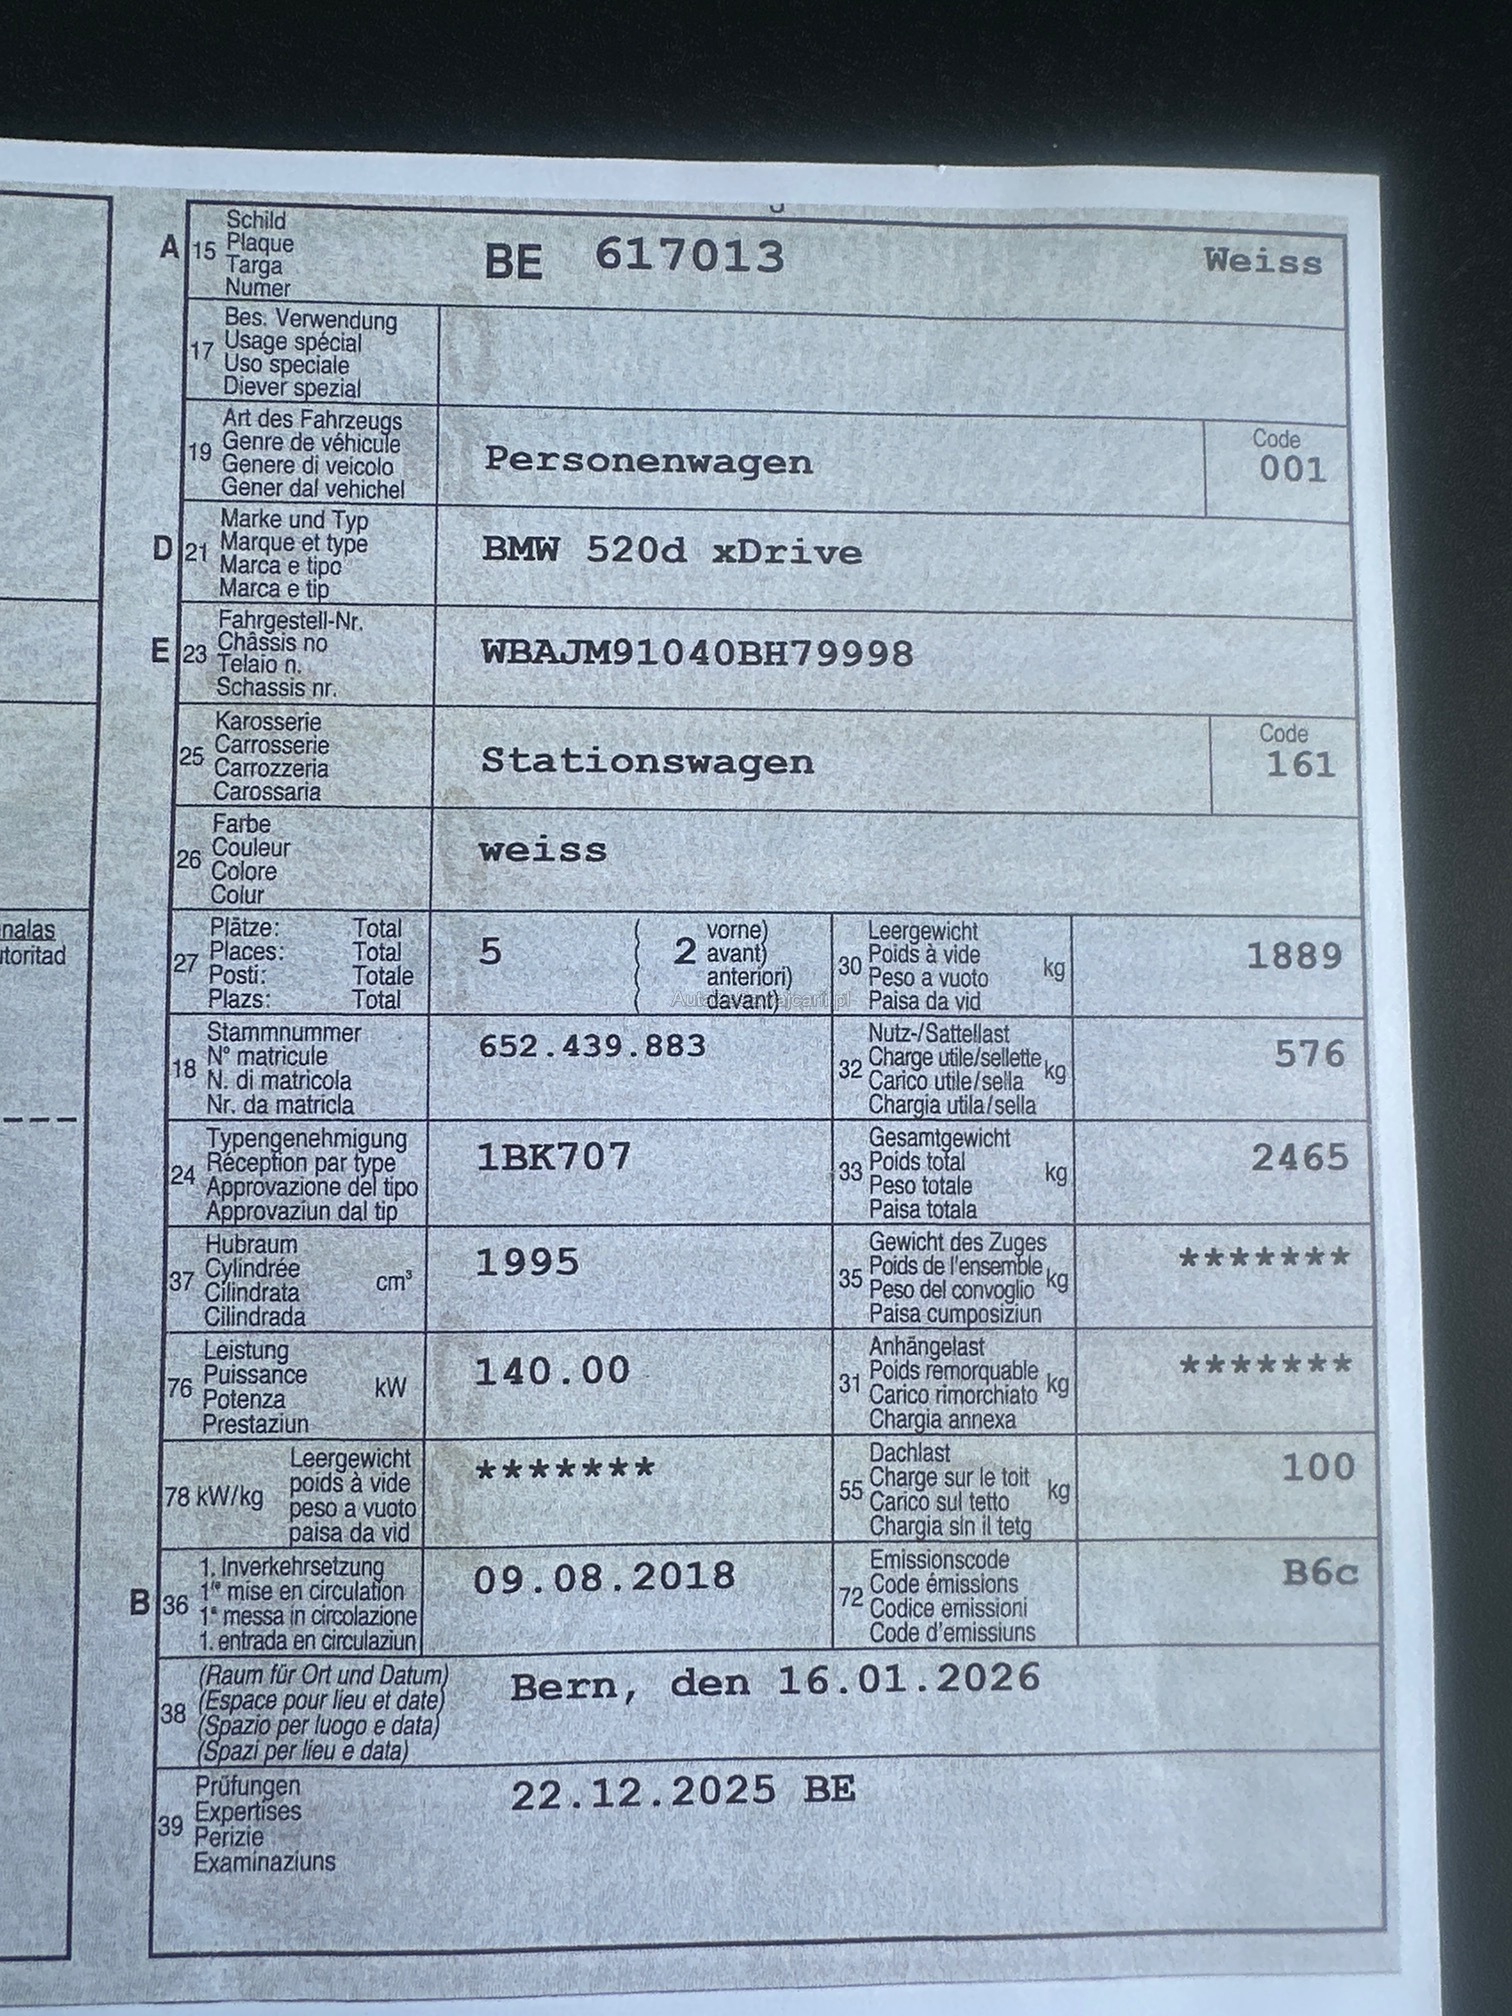 nalas
toritad
A 15 Schild
Plaque
Targa
Numer
BE 617013 Weiss
17 Bes. Verwendung
Usage spécial
Uso speciale
Diever spezial
19 Art des Fahrzeugs
Genre de véhicule
Genere di veicolo
Gener dal vehichel
Personenwagen
Code
001
D 21 Marke und Typ
Marque et type
Marca e tipo
Marca e tip
BMW 520d xDrive
E 23 Fahrgestell-Nr.
Châssis no
Telaio n.
Schassis nr.
WBAJM91040BH79998
25 Karosserie
Carrosserie
Carrozzeria
Carossaria
Stationswagen
Code
161
26 Farbe
Couleur
Colore
Colur
weiss
27 Plätze: Total
Places: Total
Posti: Totale
Plazs: Total
5 ( 2 vorne)
avant)
anteriori)
davant)
30 Leergewicht
Poids à vide
Peso a vuoto
Paisa da vid
kg
1889
18 Stammnummer
N° matricule
N. di matricola
Nr. da matricla
652.439.883
32 Nutz-/Sattellast
Charge utile/sellette
Carico utile/sella
Chargia utila/sella
kg
576
24 Typengenehmigung
Réception par type
Approvazione del tipo
Approvaziun dal tip
1BK707
33 Gesamtgewicht
Poids total
Peso totale
Paisa totala
kg
2465
37 Hubraum
Cylindrée
Cilindrata
Cilindrada
cm³
1995
35 Gewicht des Zuges
Poids de l'ensemble
Peso del convoglio
Paisa cumposiziun
kg
*******
76 Leistung
Puissance
Potenza
Prestaziun
kW
140.00
31 Anhängelast
Poids remorquable
Carico rimorchiato
Chargia annexa
kg
*******
78 kW/kg Leergewicht
poids à vide
peso a vuoto
paisa da vid
*******
55 Dachlast
Charge sur le toit
Carico sul tetto
Chargia sin il tetg
kg
100
B 36 1. Inverkehrsetzung
1re mise en circulation
1a messa in circolazione
1. entrada en circulaziun
09.08.2018
72 Emissionscode
Code émissions
Codice emissioni
Code d'emissiuns
B6c
38 (Raum für Ort und Datum)
(Espace pour lieu et date)
(Spazio per luogo e data)
(Spazi per lieu e data)
Bern, den 16.01.2026
39 Prüfungen
Expertises
Perizie
Examinaziuns
22.12.2025 BE